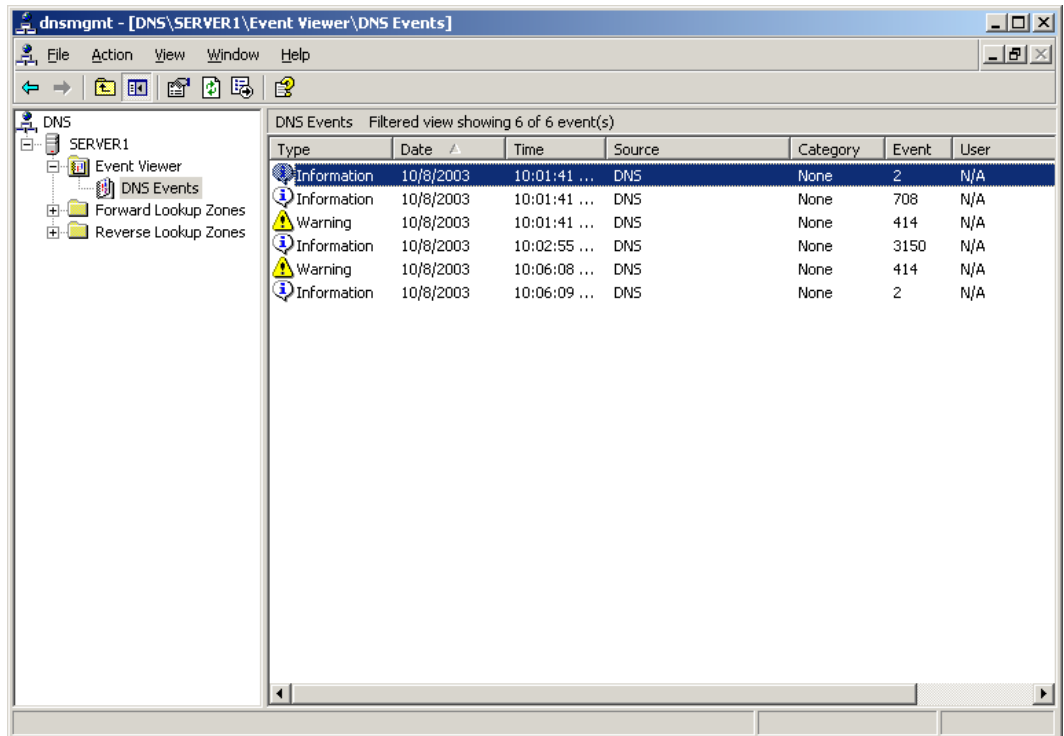 dnsmgmt - [DNS\SERVER1\Event Viewer\DNS Events]
File Action View Window Help
DNS
SERVER1
Event Viewer
DNS Events
Forward Lookup Zones
Reverse Lookup Zones
DNS Events Filtered view showing 6 of 6 event(s)
Type Date Time Source Category Event User
Information 10/8/2003 10:01:41 ... DNS None 2 N/A
Information 10/8/2003 10:01:41 ... DNS None 708 N/A
Warning 10/8/2003 10:01:41 ... DNS None 414 N/A
Information 10/8/2003 10:02:55 ... DNS None 3150 N/A
Warning 10/8/2003 10:06:08 ... DNS None 414 N/A
Information 10/8/2003 10:06:09 ... DNS None 2 N/A